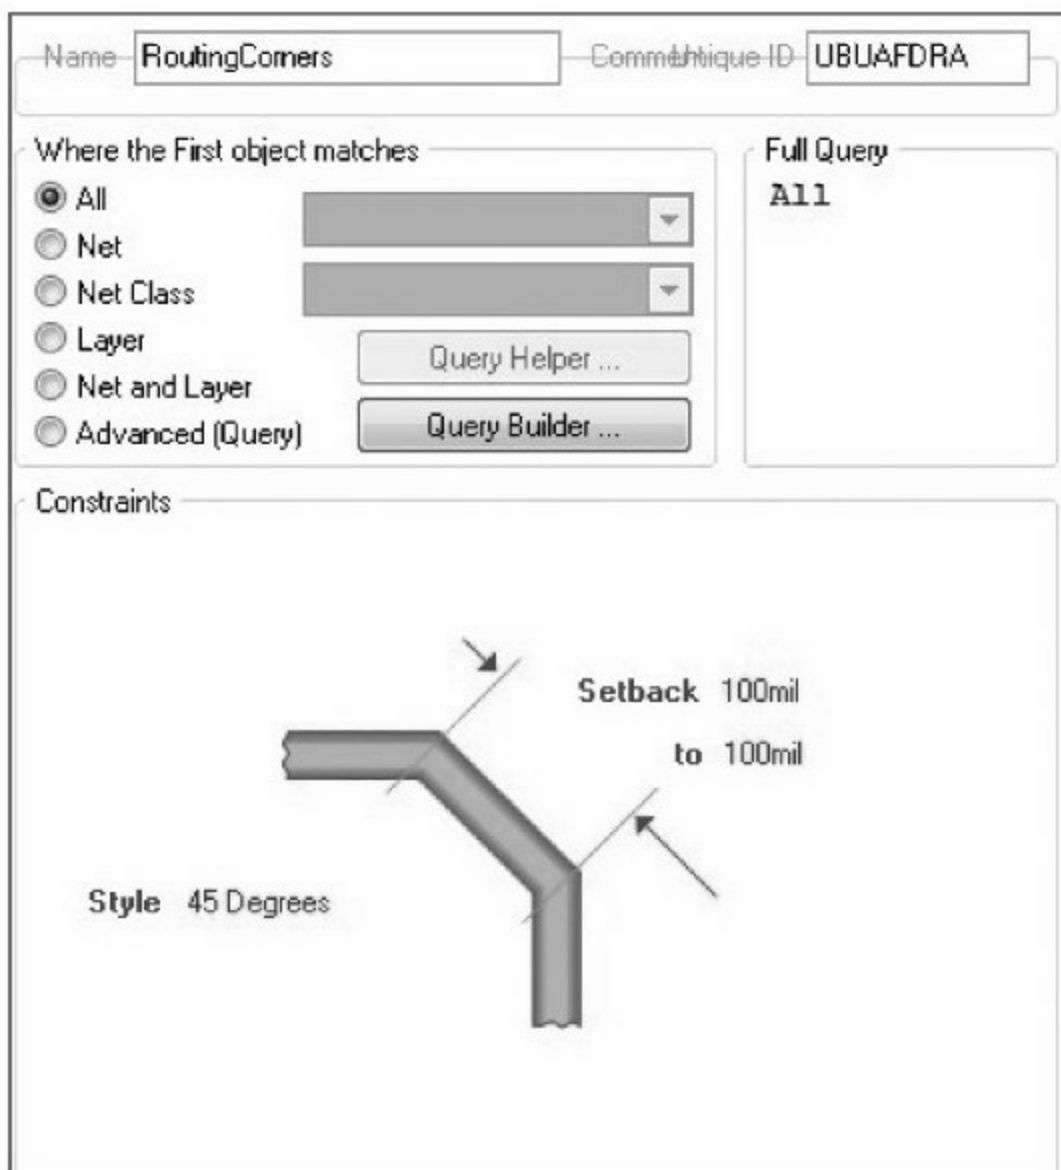 Name RoutingCorners Comment Unique ID UBUAFDRA
Where the First object matches
Full Query
All
All
Net
Net Class
Layer
Query Helper ...
Net and Layer
Query Builder ...
Advanced (Query)
Constraints
Setback 100mil
to 100mil
Style 45 Degrees